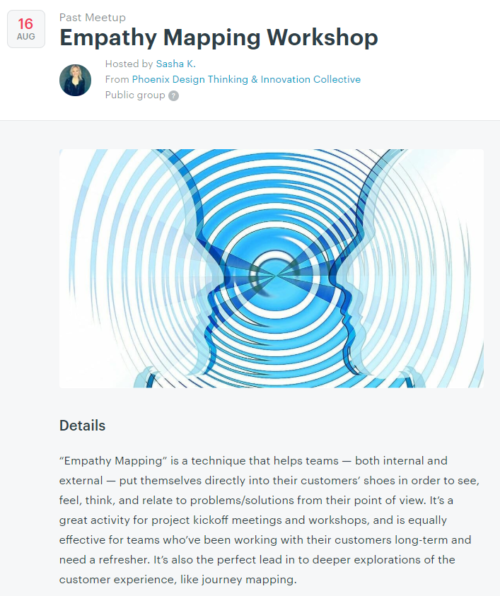 16
AUG
Past Meetup
Empathy Mapping Workshop
Hosted by Sasha K.
From Phoenix Design Thinking & Innovation Collective
Public group ?
Details
“Empathy Mapping” is a technique that helps teams — both internal and
external — put themselves directly into their customers’ shoes in order to see,
feel, think, and relate to problems/solutions from their point of view. It’s a
great activity for project kickoff meetings and workshops, and is equally
effective for teams who’ve been working with their customers long-term and
need a refresher. It’s also the perfect lead in to deeper explorations of the
customer experience, like journey mapping.